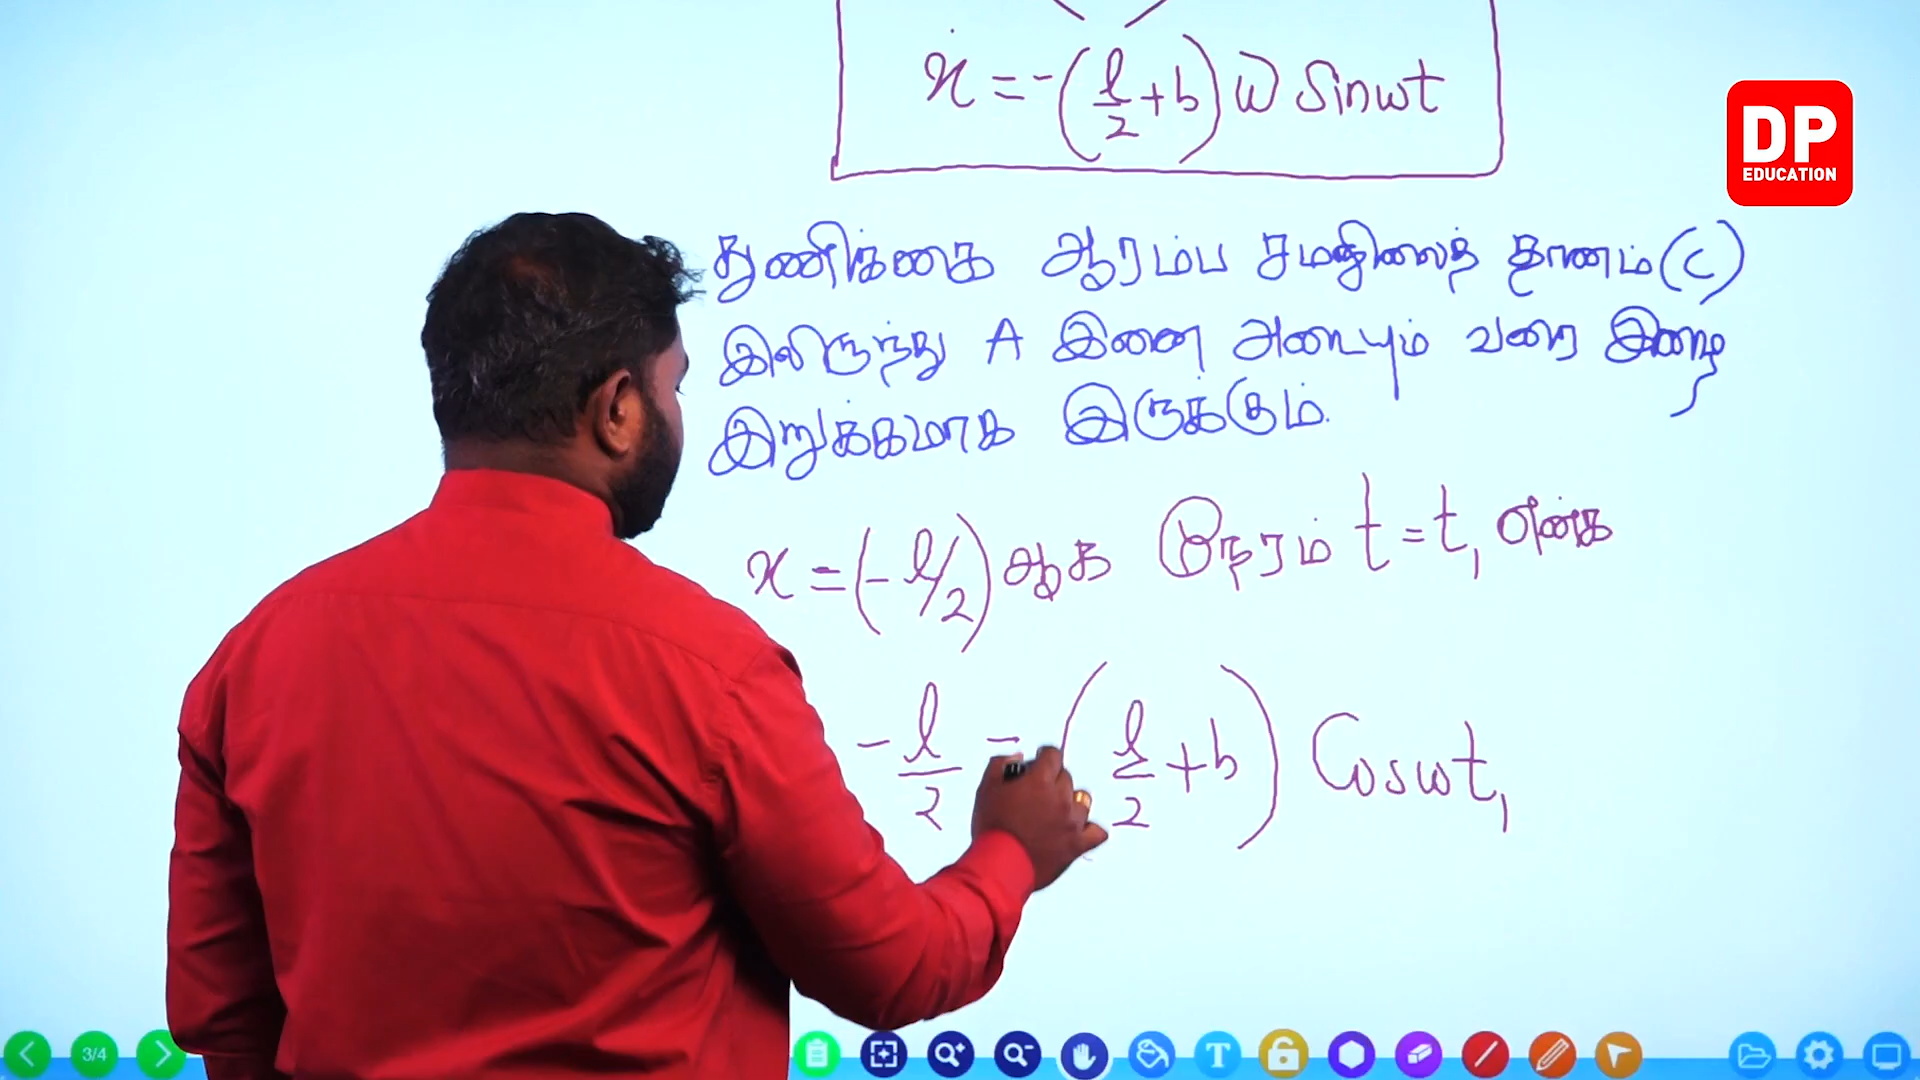 ẋ = -(l/2 + b) ω Sinωt
DP
EDUCATION
துணிக்கை ஆரம்ப சமநிலைத் தானம் (C)
இலிருந்து A இனை அடையும் வரை இழை
இறுக்கமாக இருக்கும்.
x = (-l/2) ஆக நேரம் t = t₁ என்க
-l/2 = (l/2 + b) Cosωt₁
3/4
T